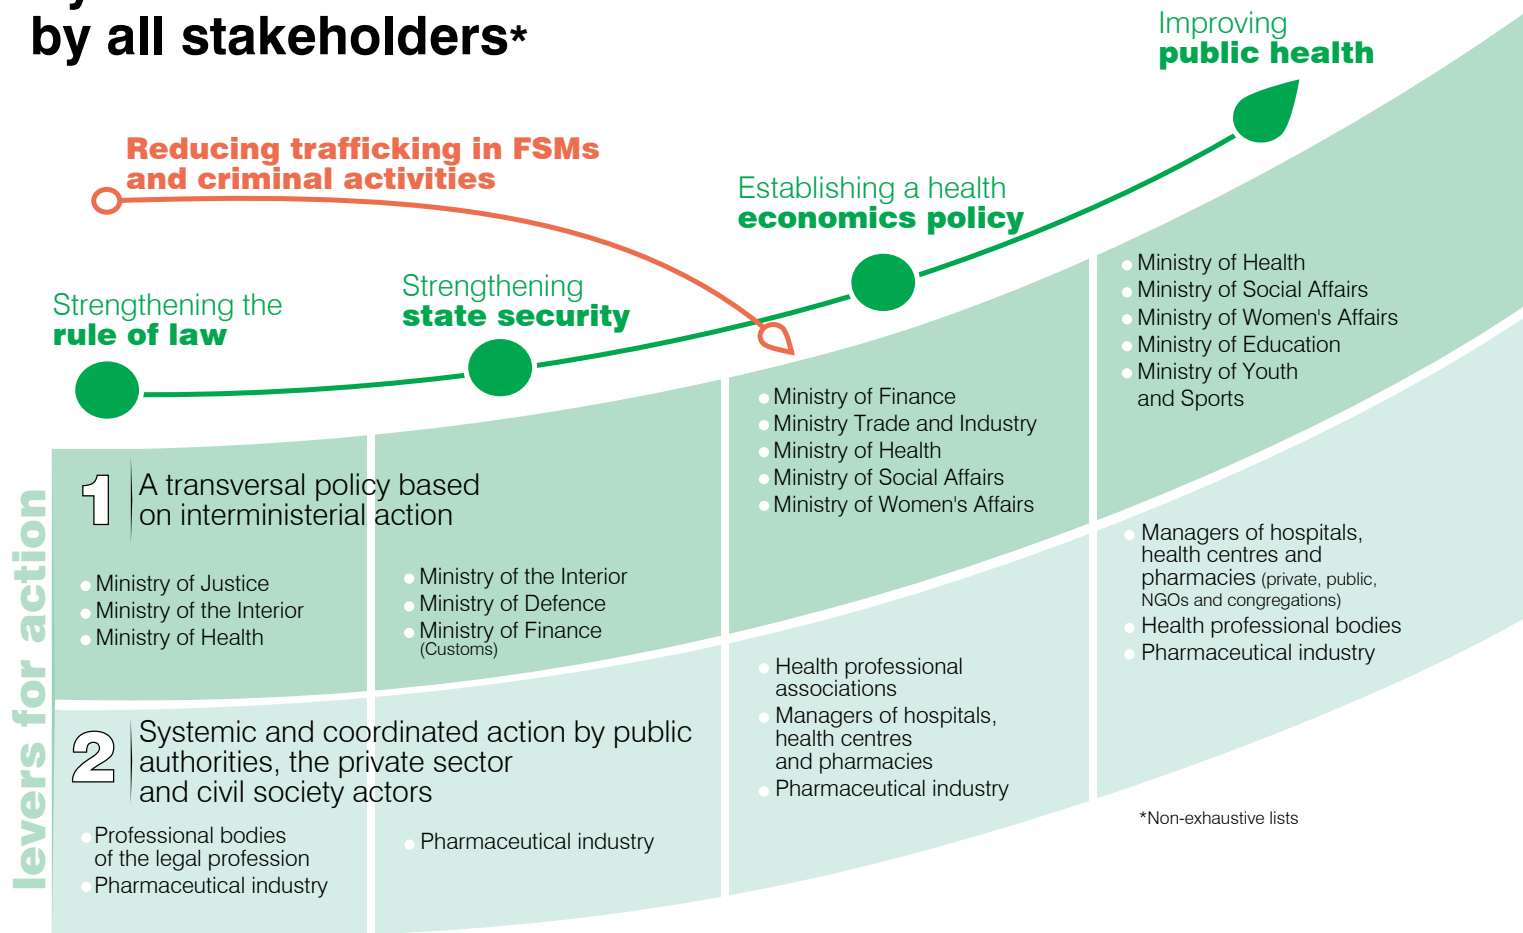 by all stakeholders*
Improving
public health
Reducing trafficking in FSMs
and criminal activities
Establishing a health
economics policy
Strengthening
state security
Strengthening the
rule of law
levers for action
1
A transversal policy based
on interministerial action
Ministry of Justice
Ministry of the Interior
Ministry of Health
Ministry of the Interior
Ministry of Defence
Ministry of Finance
(Customs)
Ministry of Finance
Ministry Trade and Industry
Ministry of Health
Ministry of Social Affairs
Ministry of Women's Affairs
Ministry of Health
Ministry of Social Affairs
Ministry of Women's Affairs
Ministry of Education
Ministry of Youth
and Sports
2
Systemic and coordinated action by public
authorities, the private sector
and civil society actors
Professional bodies
of the legal profession
Pharmaceutical industry
Pharmaceutical industry
Health professional
associations
Managers of hospitals,
health centres
and pharmacies
Pharmaceutical industry
Managers of hospitals,
health centres and
pharmacies (private, public,
NGOs and congregations)
Health professional bodies
Pharmaceutical industry
*Non-exhaustive lists